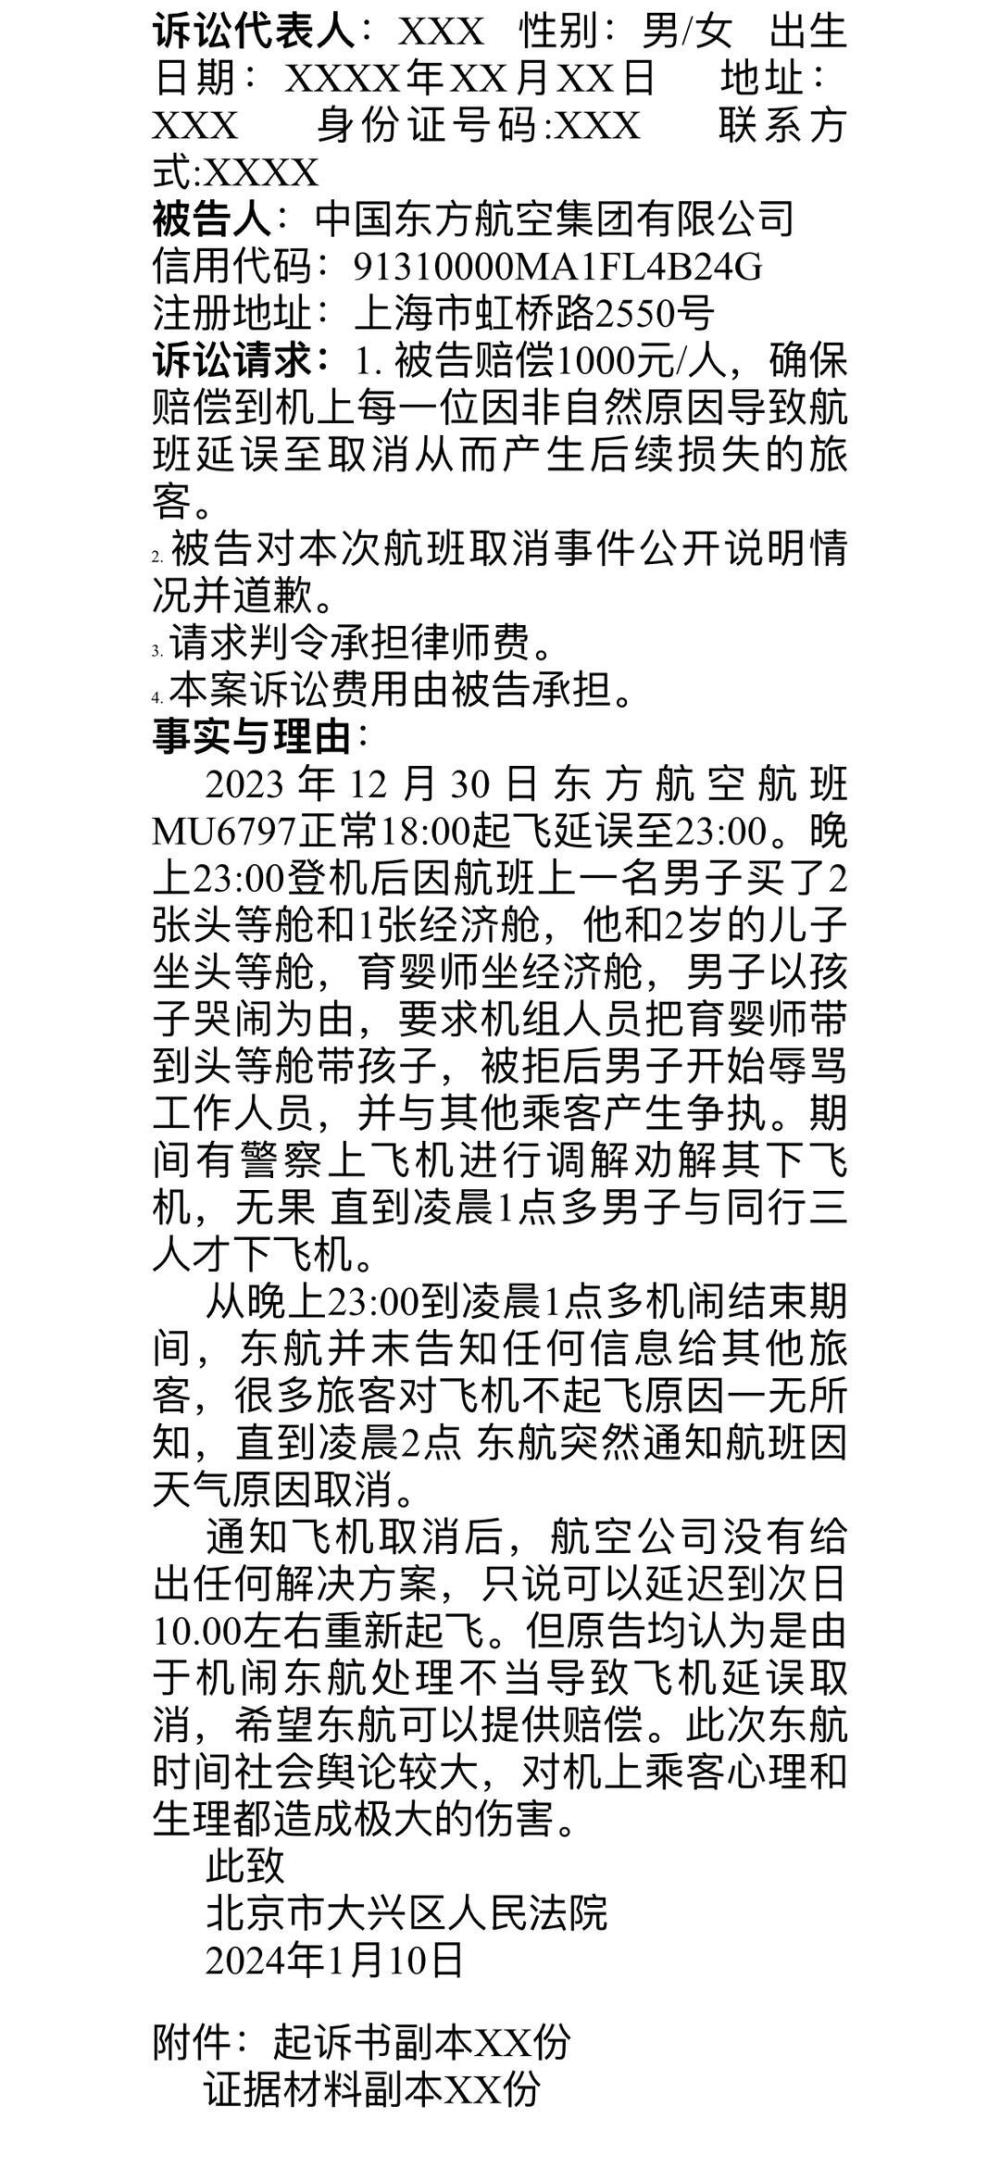 诉讼代表人：XXX 性别：男/女 出生
日期：XXXX年XX月XX日 地址：
XXX 身份证号码:XXX 联系方
式:XXXX
被告人：中国东方航空集团有限公司
信用代码：91310000MA1FL4B24G
注册地址：上海市虹桥路2550号
诉讼请求：1. 被告赔偿1000元/人，确保
赔偿到机上每一位因非自然原因导致航
班延误至取消从而产生后续损失的旅
客。
2. 被告对本次航班取消事件公开说明情
况并道歉。
3. 请求判令承担律师费。
4. 本案诉讼费用由被告承担。
事实与理由：
2023年12月30日东方航空航班
MU6797正常18:00起飞延误至23:00。晚
上23:00登机后因航班上一名男子买了2
张头等舱和1张经济舱，他和2岁的儿子
坐头等舱，育婴师坐经济舱，男子以孩
子哭闹为由，要求机组人员把育婴师带
到头等舱带孩子，被拒后男子开始辱骂
工作人员，并与其他乘客产生争执。期
间有警察上飞机进行调解劝解其下飞
机，无果 直到凌晨1点多男子与同行三
人才下飞机。
从晚上23:00到凌晨1点多机闹结束期
间，东航并末告知任何信息给其他旅
客，很多旅客对飞机不起飞原因一无所
知，直到凌晨2点 东航突然通知航班因
天气原因取消。
通知飞机取消后，航空公司没有给
出任何解决方案，只说可以延迟到次日
10.00左右重新起飞。但原告均认为是由
于机闹东航处理不当导致飞机延误取
消，希望东航可以提供赔偿。此次东航
时间社会舆论较大，对机上乘客心理和
生理都造成极大的伤害。
此致
北京市大兴区人民法院
2024年1月10日
附件：起诉书副本XX份
证据材料副本XX份